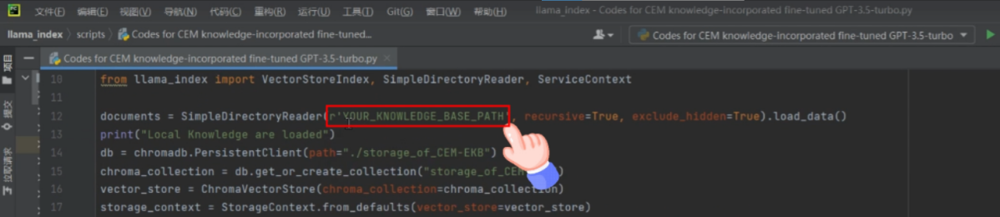 PC
文件(F) 编辑(E) 视图(V) 导航(N) 代码(C) 重构(R) 运行(U) 工具(T) Git(G) 窗口(W) 帮助(H) llama_index - Codes for CEM knowledge-incorporated fine-tuned GPT-3.5-turbo.py
llama_index > scripts > Codes for CEM knowledge-incorporated fine-tuned... Codes for CEM knowledge-incorporated fine-tuned GPT-3.5-turbo
项目
Codes for CEM knowledge-incorporated fine-tuned GPT-3.5-turbo.py ×
提交
拉取请求
10 from llama_index import VectorStoreIndex, SimpleDirectoryReader, ServiceContext
11
12 documents = SimpleDirectoryReader(r'YOUR_KNOWLEDGE_BASE_PATH', recursive=True, exclude_hidden=True).load_data()
13 print("Local Knowledge are loaded")
14 db = chromadb.PersistentClient(path="./storage_of_CEM-EKB")
15 chroma_collection = db.get_or_create_collection("storage_of_CEM )
16 vector_store = ChromaVectorStore(chroma_collection=chroma_collection)
17 storage_context = StorageContext.from_defaults(vector_store=vector_store)